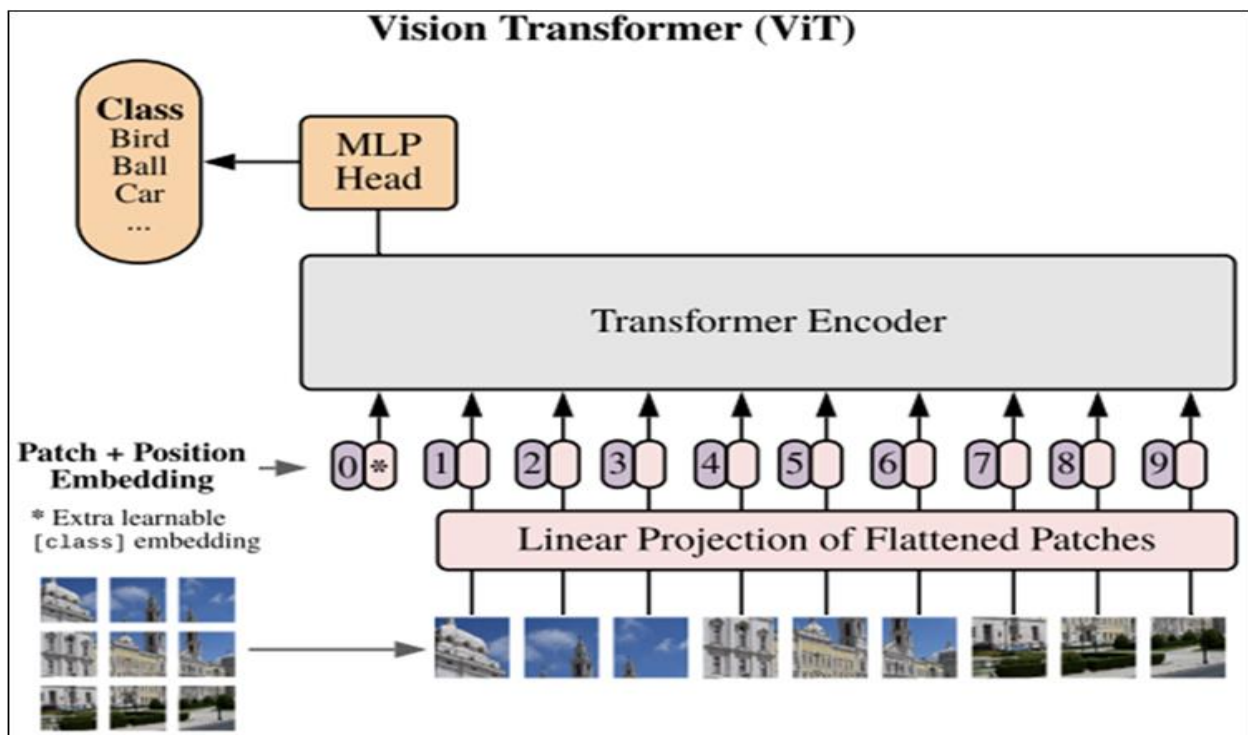 Vision Transformer (ViT)
Class
Bird
Ball
Car
...
MLP
Head
Transformer Encoder
Patch + Position
Embedding
0 * 1 2 3 4 5 6 7 8 9
* Extra learnable
[class] embedding
Linear Projection of Flattened Patches